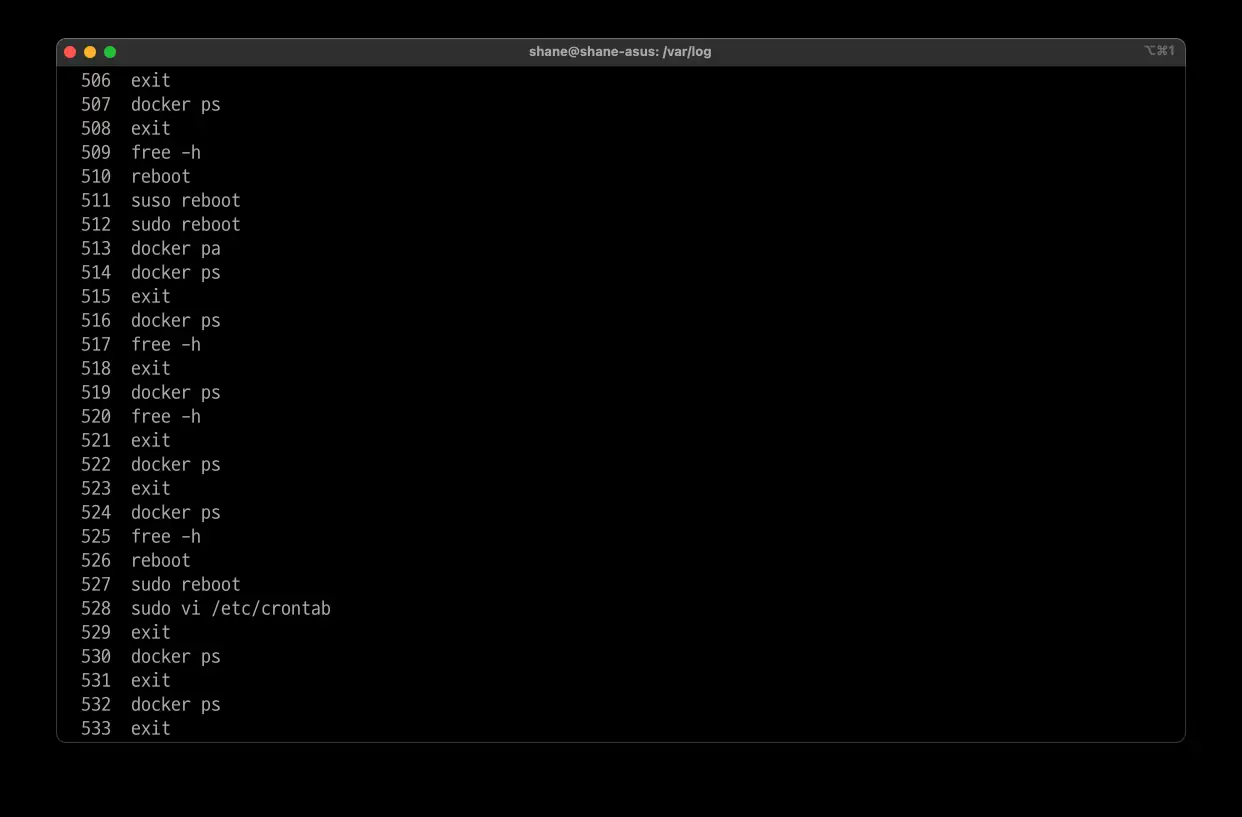 shane@shane-asus: /var/log ⌥⌘1
506 exit
507 docker ps
508 exit
509 free -h
510 reboot
511 suso reboot
512 sudo reboot
513 docker pa
514 docker ps
515 exit
516 docker ps
517 free -h
518 exit
519 docker ps
520 free -h
521 exit
522 docker ps
523 exit
524 docker ps
525 free -h
526 reboot
527 sudo reboot
528 sudo vi /etc/crontab
529 exit
530 docker ps
531 exit
532 docker ps
533 exit